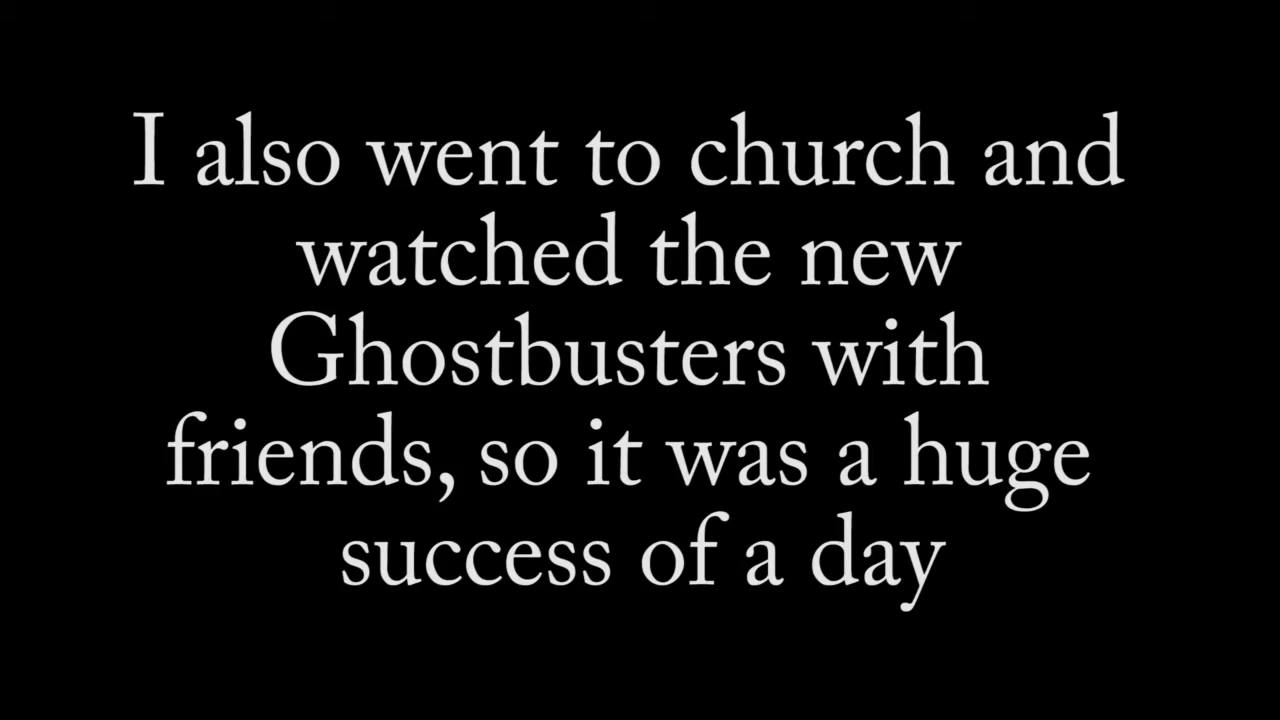 I also went to church and
watched the new
Ghostbusters with
friends, so it was a huge
success of a day